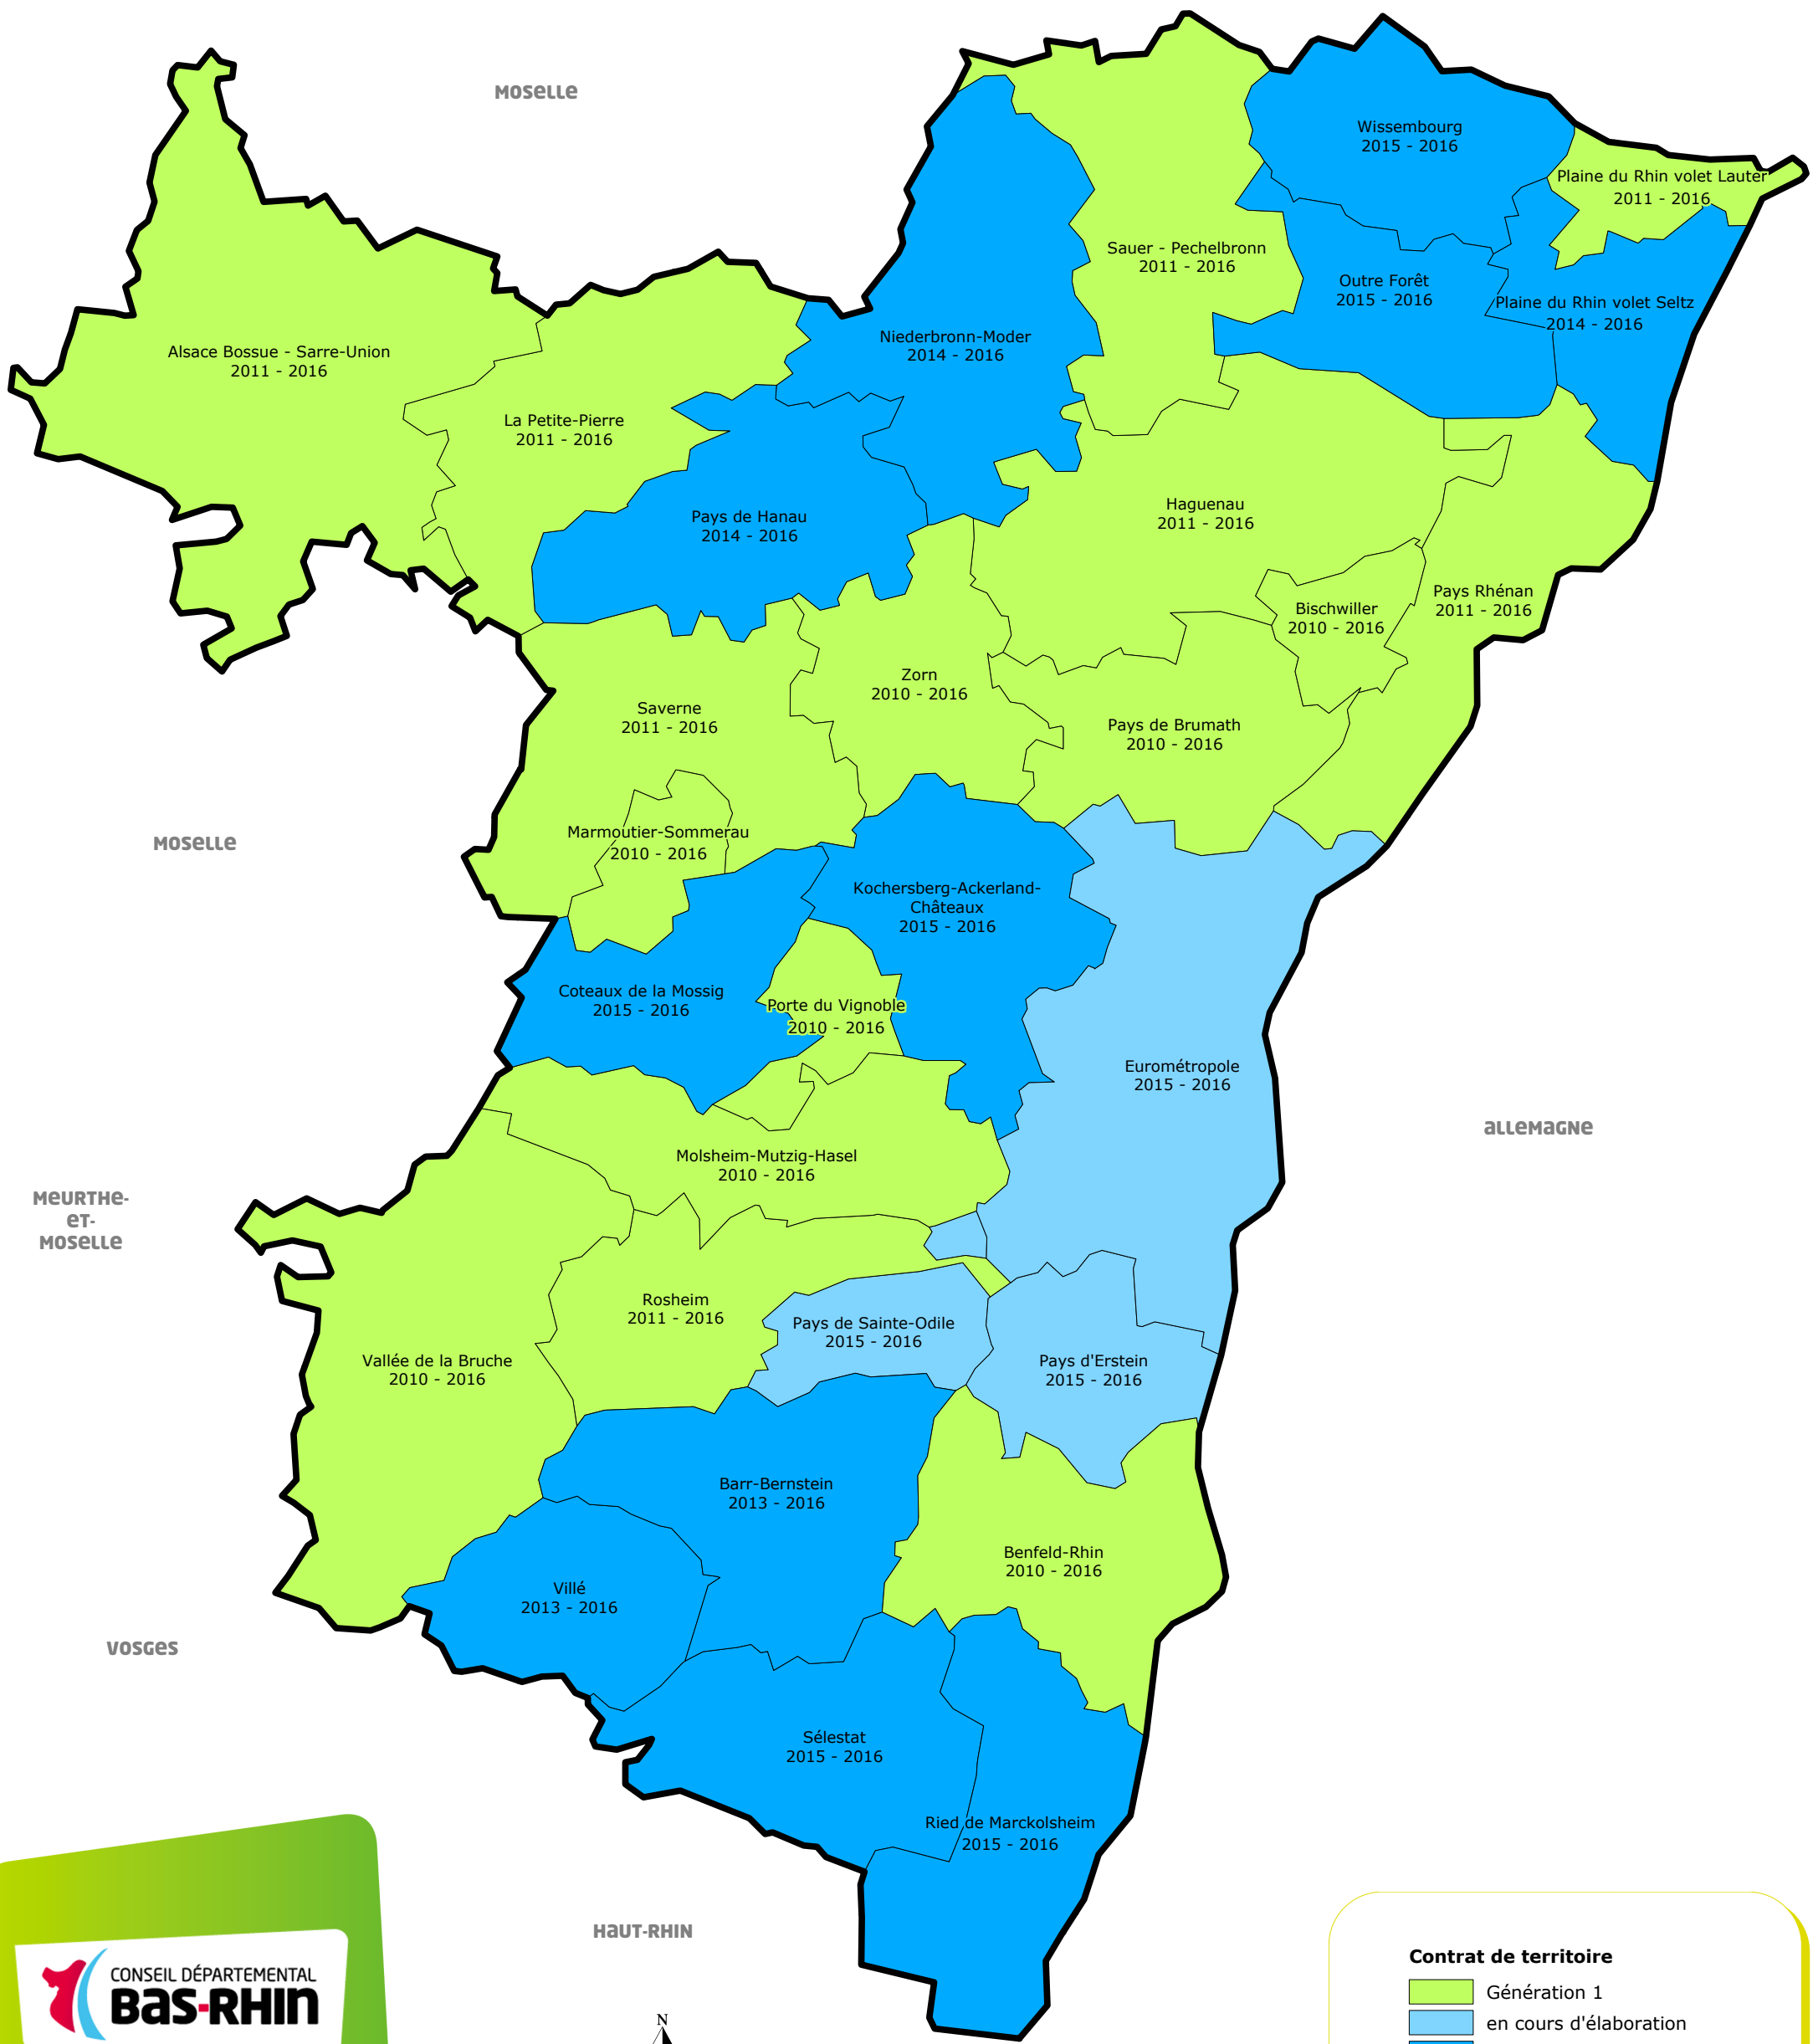 MOSELLE
Wissembourg
2015 - 2016
Plaine du Rhin volet Lauter
2011 - 2016
Sauer - Pechelbronn
2011 - 2016
Outre Forêt
2015 - 2016
Plaine du Rhin volet Seltz
2014 - 2016
Niederbronn-Moder
2014 - 2016
Alsace Bossue - Sarre-Union
2011 - 2016
La Petite-Pierre
2011 - 2016
Pays de Hanau
2014 - 2016
Haguenau
2011 - 2016
Pays Rhénan
2011 - 2016
Bischwiller
2010 - 2016
Zorn
2010 - 2016
Saverne
2011 - 2016
Pays de Brumath
2010 - 2016
MOSELLE
Marmoutier-Sommerau
2010 - 2016
Kochersberg-Ackerland-
Châteaux
2015 - 2016
Coteaux de la Mossig
2015 - 2016
Porte du Vignoble
2010 - 2016
Eurométropole
2015 - 2016
ALLEMAGNE
Molsheim-Mutzig-Hasel
2010 - 2016
MEURTHE-
ET-
MOSELLE
Rosheim
2011 - 2016
Pays de Sainte-Odile
2015 - 2016
Vallée de la Bruche
2010 - 2016
Pays d'Erstein
2015 - 2016
Barr-Bernstein
2013 - 2016
Benfeld-Rhin
2010 - 2016
Villé
2013 - 2016
VOSGES
Sélestat
2015 - 2016
Ried de Marckolsheim
2015 - 2016
HAUT-RHIN
CONSEIL DÉPARTEMENTAL
BAS-RHIN
N
Contrat de territoire
Génération 1
en cours d'élaboration